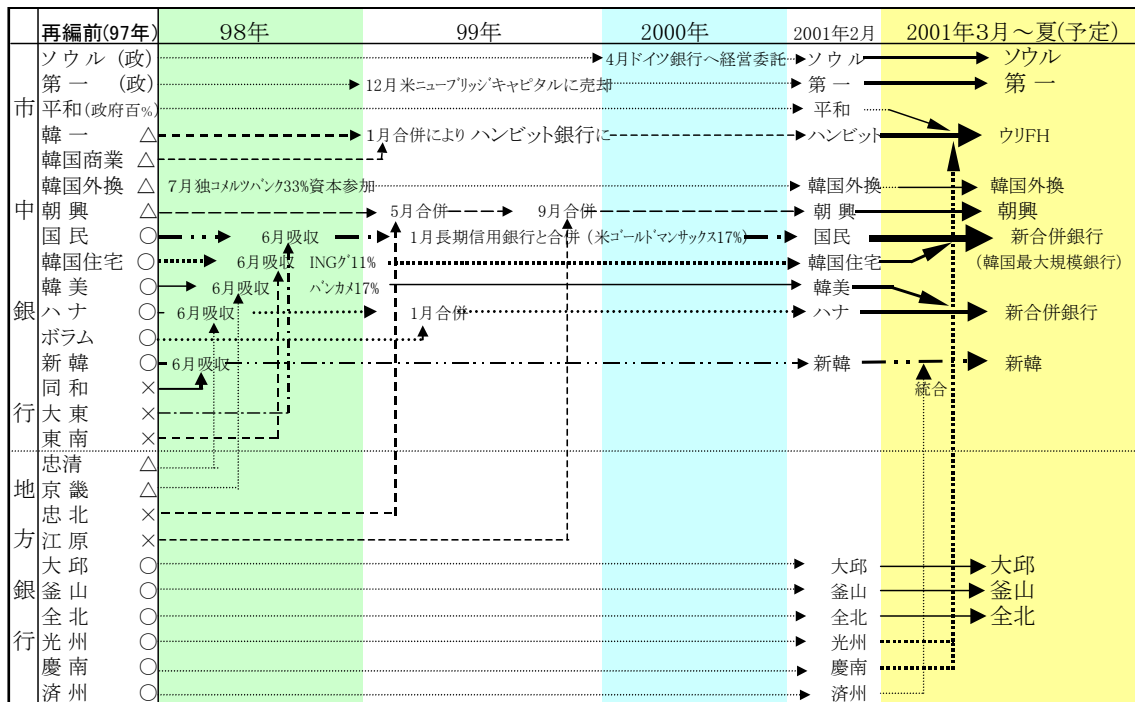 再編前(97年) 98年 99年 2000年 2001年2月 2001年3月～夏(予定)
市中銀行
ソウル (政) 4月ドイツ銀行へ経営委託 ソウル ソウル
第一 (政) 12月米ニューブリッジキャピタルに売却 第一 第一
平和(政府百%) 平和
韓一 △ 1月合併により ハンビット銀行に ハンビット ウリFH
韓国商業 △
韓国外換 △ 7月独コメルツバンク33%資本参加 韓国外換 韓国外換
朝興 △ 5月合併 9月合併 朝興 朝興
国民 ○ 6月吸収 1月長期信用銀行と合併 (米ゴールドマンサックス17%) 国民 新合併銀行
韓国住宅 ○ 6月吸収 INGグ11% 韓国住宅 (韓国最大規模銀行)
韓美 ○ 6月吸収 バンカメ17% 韓美
ハナ ○ 6月吸収 1月合併 ハナ 新合併銀行
ボラム ○
新韓 ○ 6月吸収 新韓 新韓
同和 × 統合
大東 ×
東南 ×
地方銀行
忠清 △
京畿 △
忠北 ×
江原 ×
大邱 ○ 大邱 大邱
釜山 ○ 釜山 釜山
全北 ○ 全北 全北
光州 ○ 光州
慶南 ○ 慶南
済州 ○ 済州